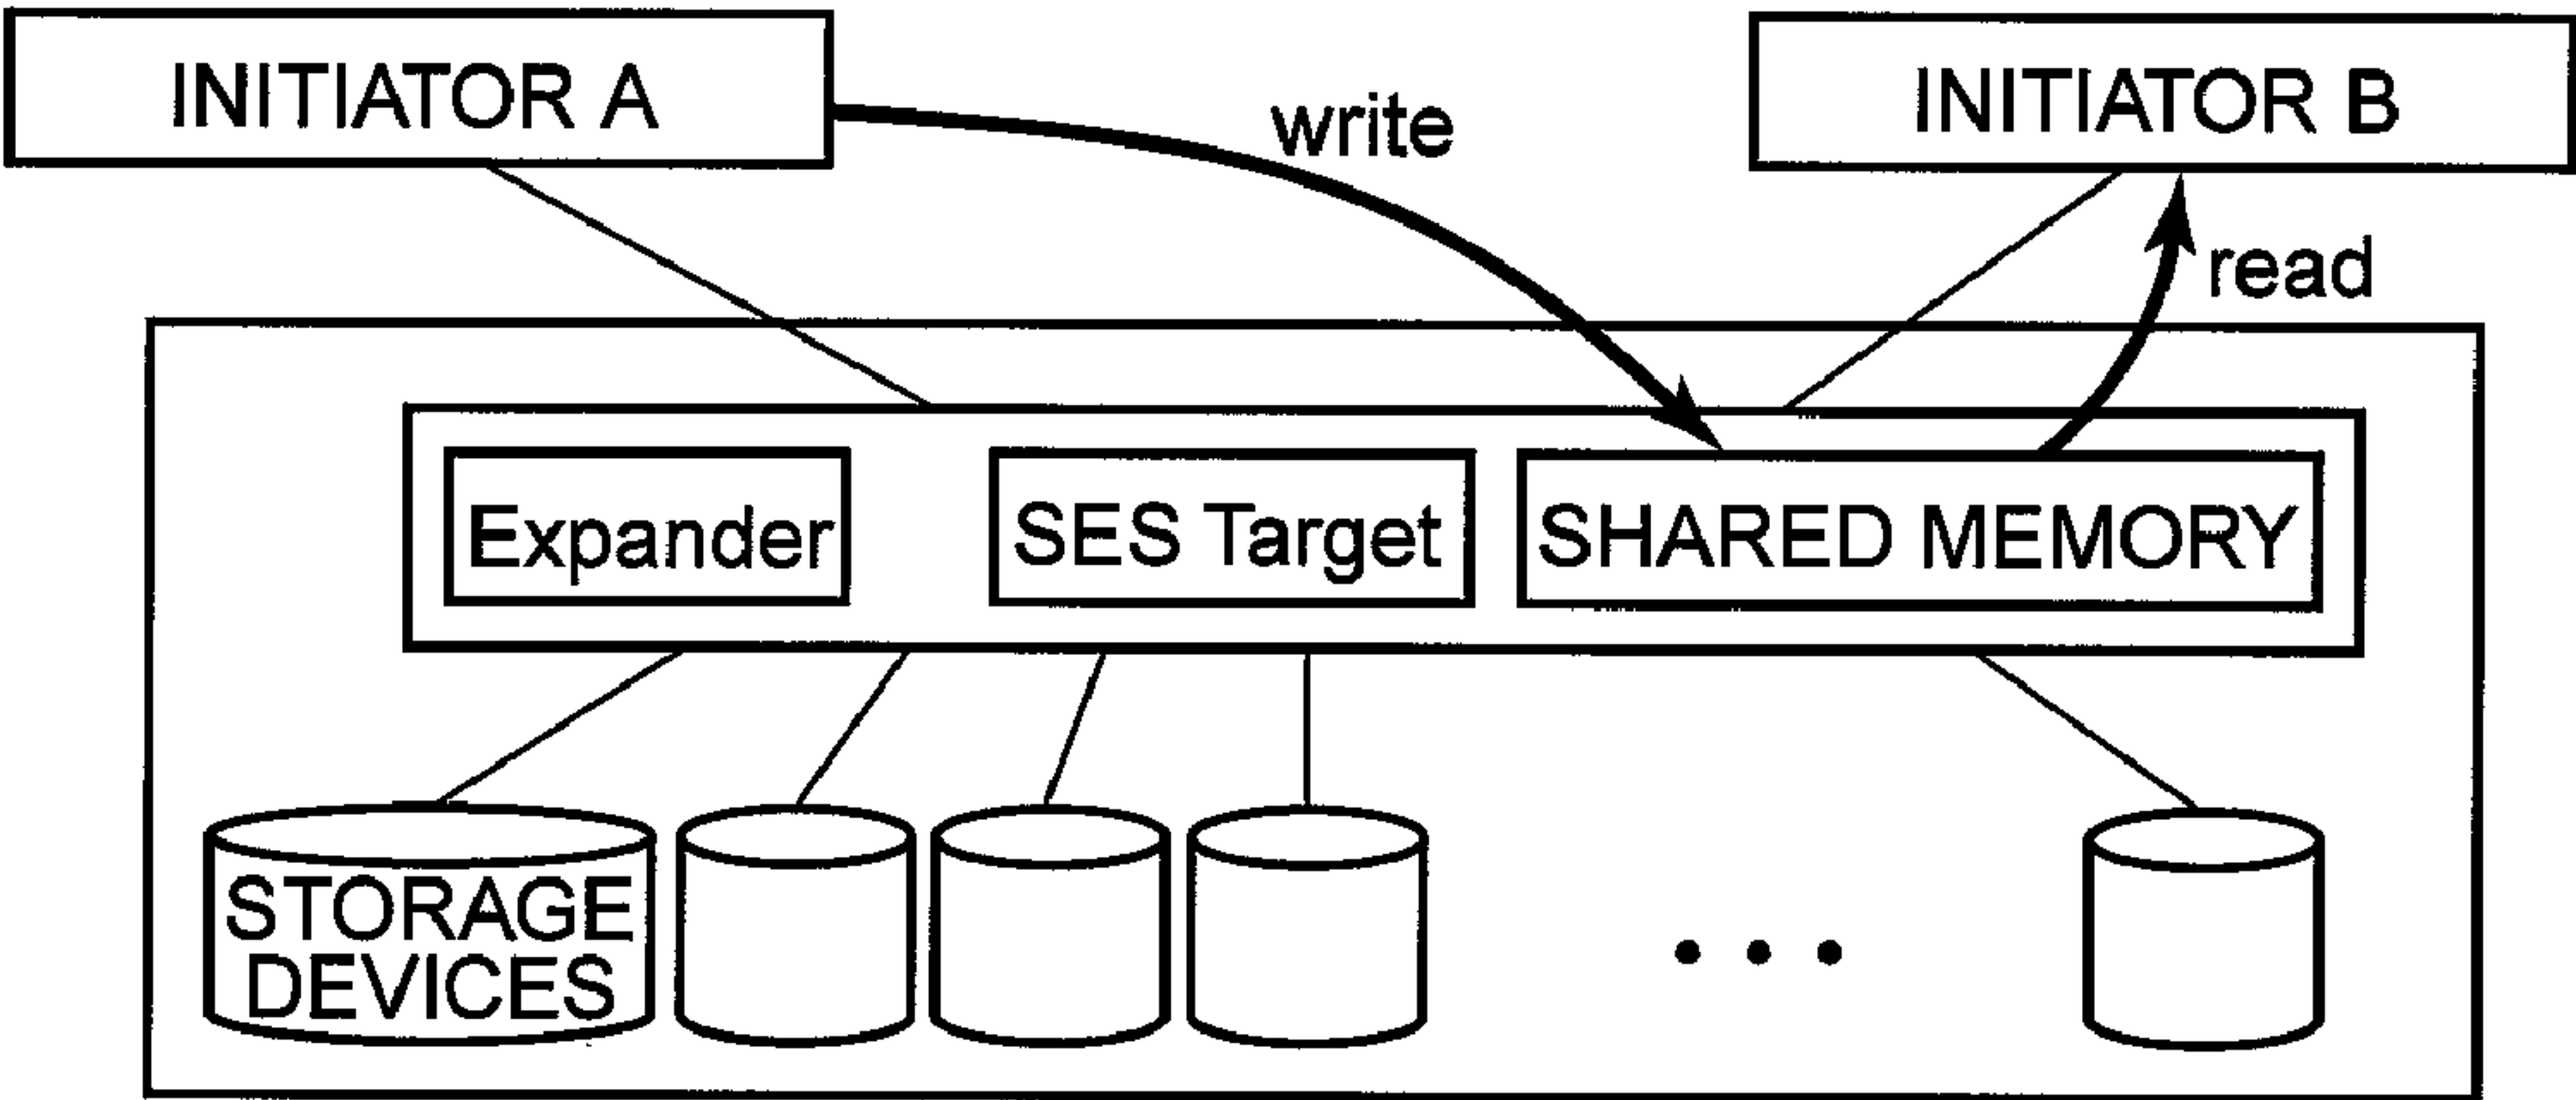 INITIATOR A
INITIATOR B
write
read
Expander
SES Target
SHARED MEMORY
STORAGE
DEVICES